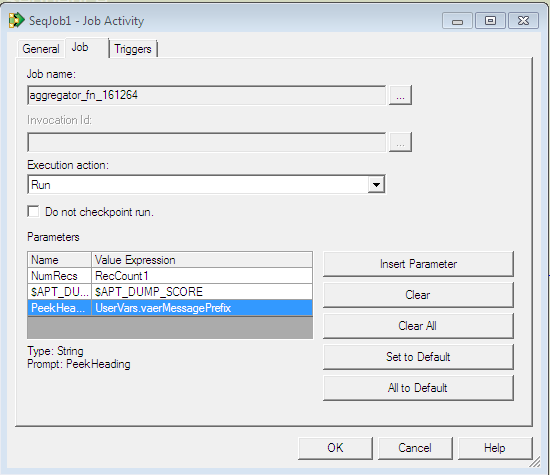 SeqJob1 - Job Activity
General Job Triggers
Job name:
aggregator_fn_161264
...
Invocation Id:
...
Execution action:
Run
Do not checkpoint run.
Parameters
Name Value Expression
NumRecs RecCount1
$APT_DU... $APT_DUMP_SCORE
PeekHea... UserVars.vaerMessagePrefix
Type: String
Prompt: PeekHeading
Insert Parameter
Clear
Clear All
Set to Default
All to Default
OK Cancel Help